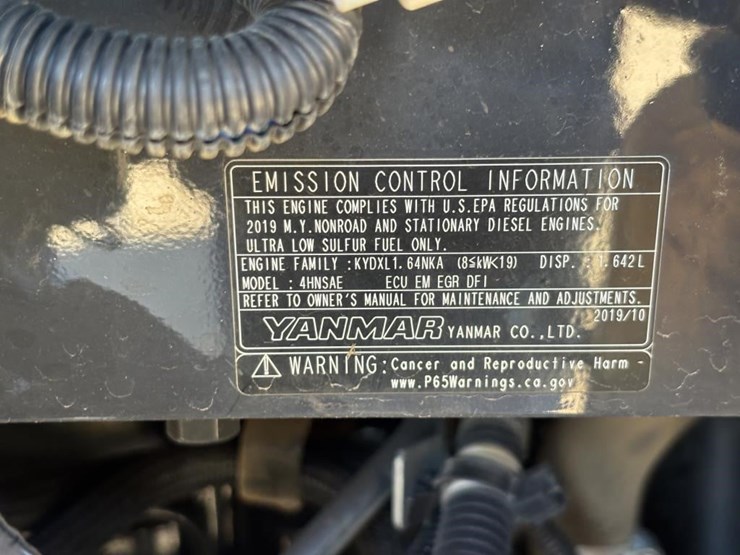 EMISSION CONTROL INFORMATION
THIS ENGINE COMPLIES WITH U.S.EPA REGULATIONS FOR
2019 M.Y.NONROAD AND STATIONARY DIESEL ENGINES.
ULTRA LOW SULFUR FUEL ONLY.
ENGINE FAMILY :KYDXL1.64NKA (8≤kW<19) DISP. : 1.642L
MODEL : 4HNSAE ECU EM EGR DFI
REFER TO OWNER'S MANUAL FOR MAINTENANCE AND ADJUSTMENTS.
2019/10
YANMAR YANMAR CO.,LTD.
WARNING:Cancer and Reproductive Harm -
www.P65Warnings.ca.gov